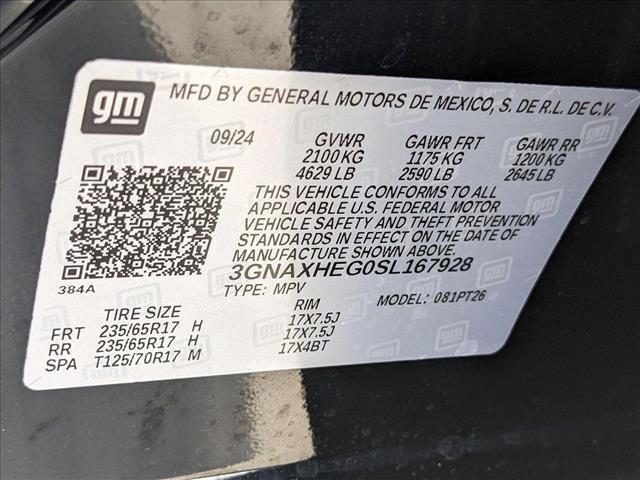 gm
MFD BY GENERAL MOTORS DE MEXICO, S. DE R.L. DE C.V.
09/24 GVWR GAWR FRT GAWR RR
2100 KG 1175 KG 1200 KG
4629 LB 2590 LB 2645 LB
THIS VEHICLE CONFORMS TO ALL
APPLICABLE U.S. FEDERAL MOTOR
VEHICLE SAFETY AND THEFT PREVENTION
STANDARDS IN EFFECT ON THE DATE OF
MANUFACTURE SHOWN ABOVE.
3GNAXHEG0SL167928
384A
TYPE: MPV MODEL: 081PT26
TIRE SIZE RIM
FRT 235/65R17 H 17X7.5J
RR 235/65R17 H 17X7.5J
SPA T125/70R17 M 17X4BT